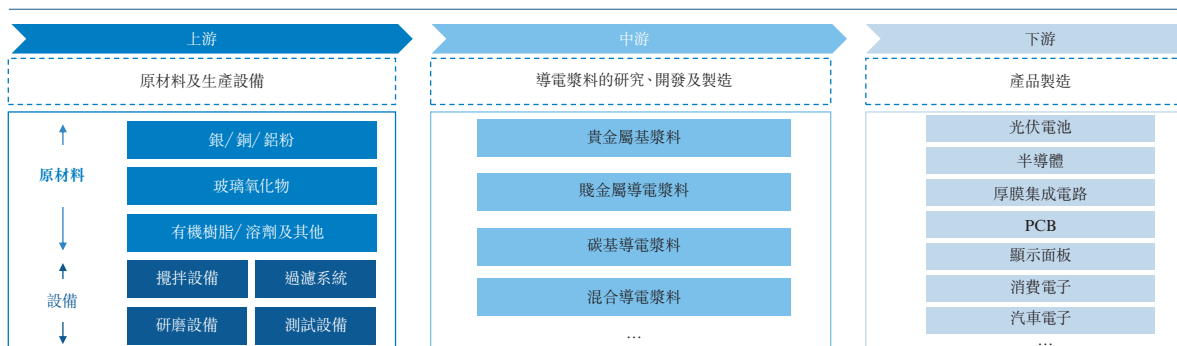 上游
原材料及生產設備
原材料
銀/銅/鋁粉
玻璃氧化物
有機樹脂/溶劑及其他
設備
攪拌設備
過濾系統
研磨設備
測試設備
中游
導電漿料的研究、開發及製造
貴金屬基漿料
賤金屬導電漿料
碳基導電漿料
混合導電漿料
…
下游
產品製造
光伏電池
半導體
厚膜集成電路
PCB
顯示面板
消費電子
汽車電子
…